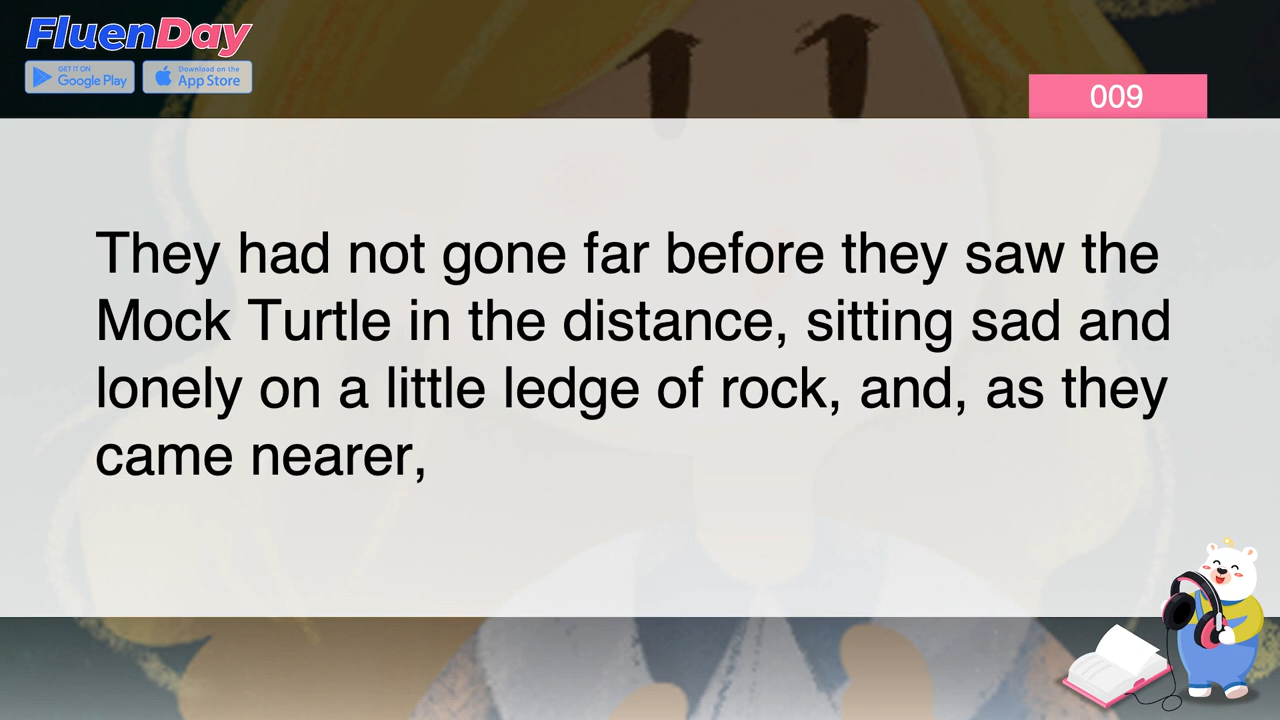 FluenDay
GET IT ON
Google Play
Download on the
App Store
009
They had not gone far before they saw the
Mock Turtle in the distance, sitting sad and
lonely on a little ledge of rock, and, as they
came nearer,